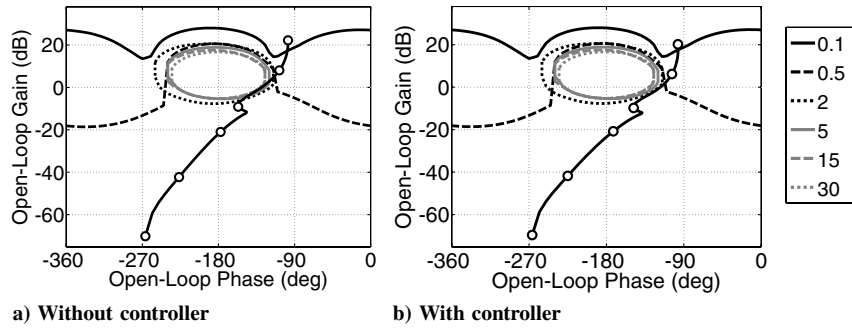 Open-Loop Gain (dB)
20
0
-20
-40
-60
-360 -270 -180 -90 0
Open-Loop Phase (deg)
a) Without controller
Open-Loop Gain (dB)
20
0
-20
-40
-60
-360 -270 -180 -90 0
Open-Loop Phase (deg)
b) With controller
0.1
0.5
2
5
15
30